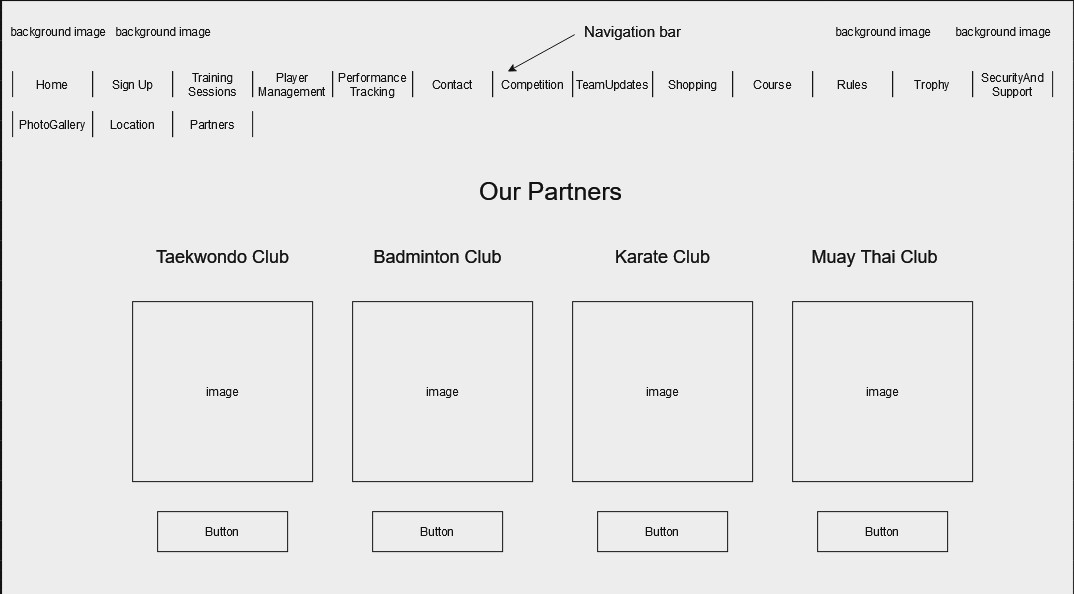 background image background image background image background image
Navigation bar
Home Sign Up Training Sessions Player Management Performance Tracking Contact Competition TeamUpdates Shopping Course Rules Trophy SecurityAnd Support
PhotoGallery Location Partners
Our Partners
Taekwondo Club Badminton Club Karate Club Muay Thai Club
image image image image
Button Button Button Button